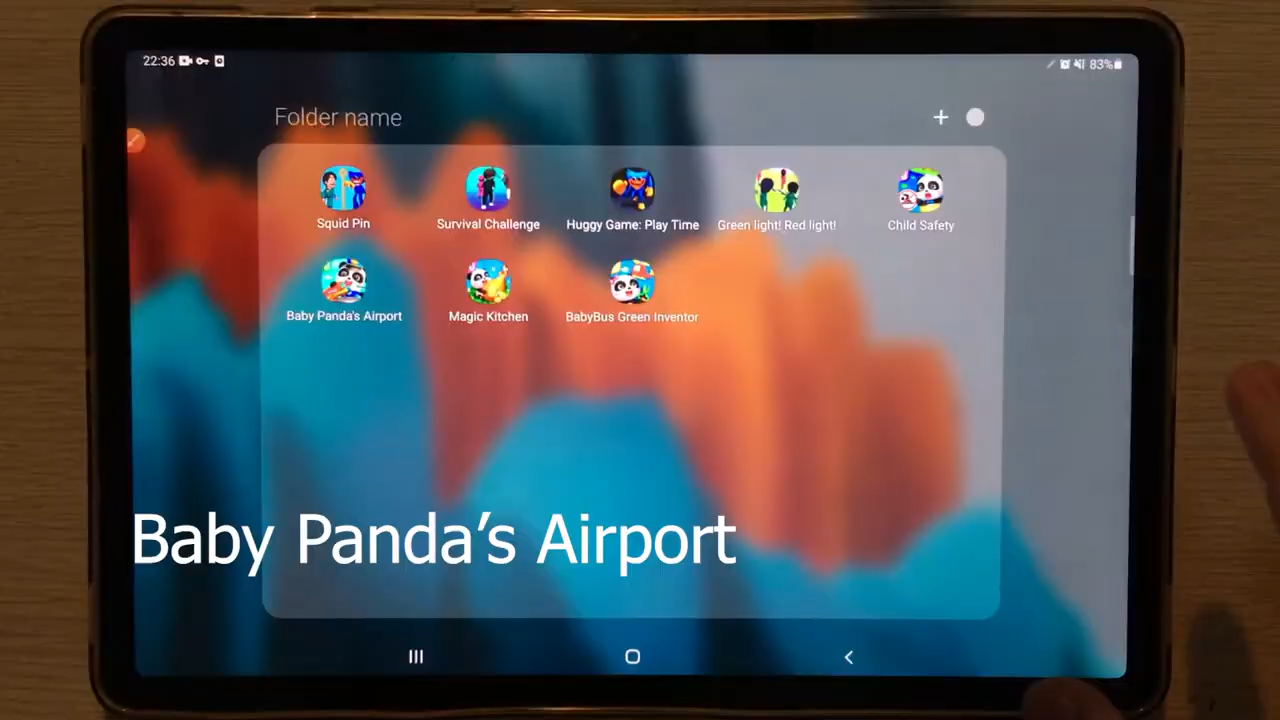 22:36
83%
Folder name
Squid Pin
Survival Challenge
Huggy Game: Play Time
Green light! Red light!
Child Safety
Baby Panda's Airport
Magic Kitchen
BabyBus Green Inventor
Baby Panda’s Airport